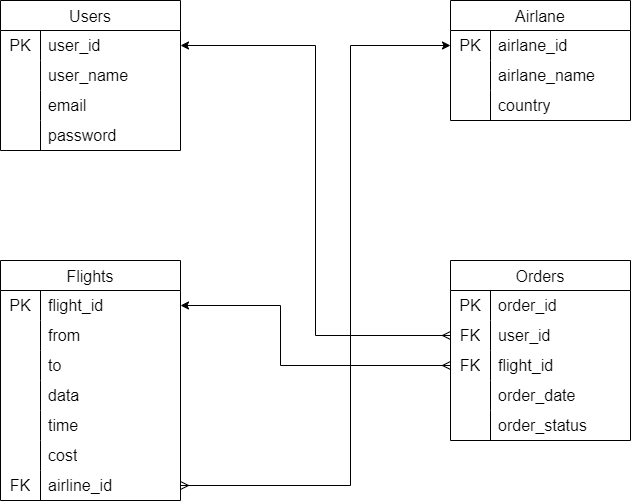 Users
PK user_id
user_name
email
password
Airlane
PK airlane_id
airlane_name
country
Flights
PK flight_id
from
to
data
time
cost
FK airline_id
Orders
PK order_id
FK user_id
FK flight_id
order_date
order_status